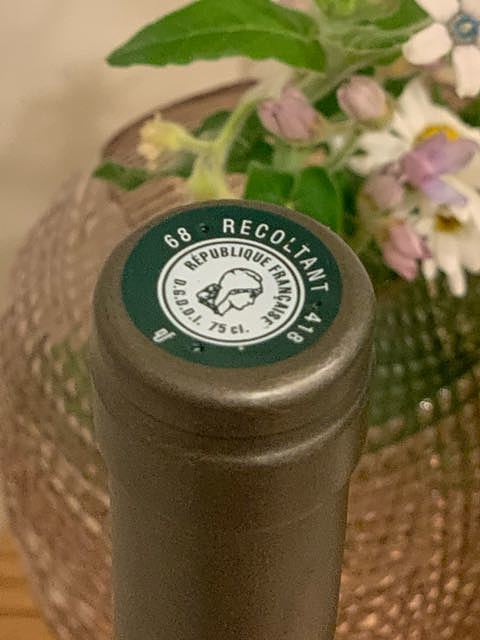 68 RECOLTANT 418
RÉPUBLIQUE FRANÇAISE
D.G.D.D.I. 75 cl.